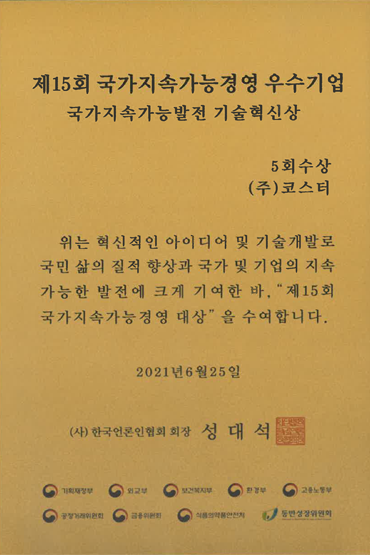 제15회 국가지속가능경영 우수기업
국가지속가능발전 기술혁신상
5회수상
(주)코스터
위는 혁신적인 아이디어 및 기술개발로
국민 삶의 질적 향상과 국가 및 기업의 지속
가능한 발전에 크게 기여한 바, “제15회
국가지속가능경영 대상” 을 수여합니다.
2021년6월25일
(사) 한국언론인협회 회장 성대석
기획재정부 외교부 보건복지부 환경부 고용노동부
공정거래위원회 금융위원회 식품의약품안전처 동반성장위원회